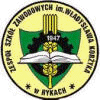 ZESPÓŁ SZKÓŁ ZAWODOWYCH im. WŁADYSŁAWA KORŻYKA
1947
w RYKACH